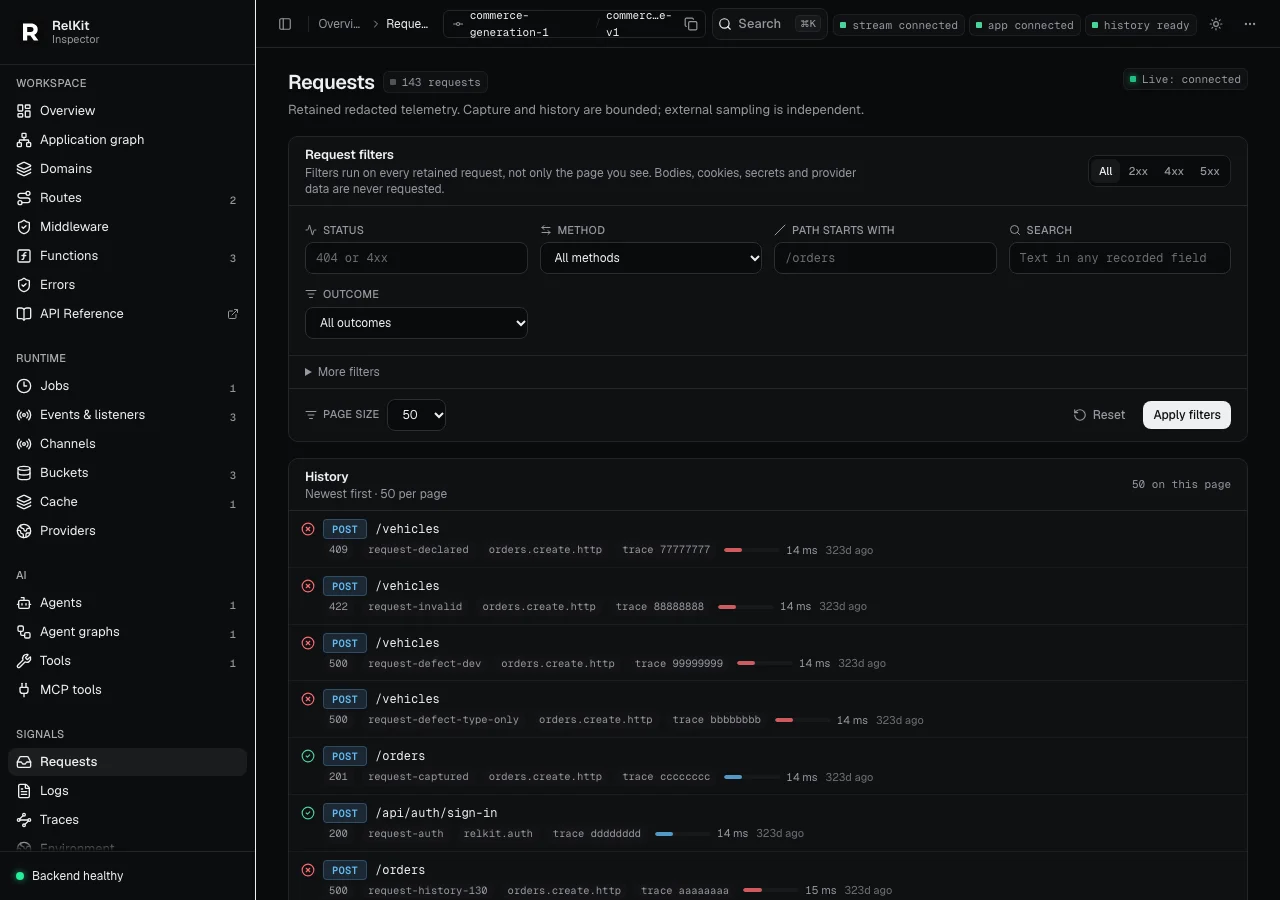 RelKit
Inspector
WORKSPACE
Overview
Application graph
Domains
Routes 2
Middleware
Functions 3
Errors
API Reference
RUNTIME
Jobs 1
Events & listeners 3
Channels
Buckets 3
Cache 1
Providers
AI
Agents 1
Agent graphs 1
Tools 1
MCP tools
SIGNALS
Requests
Logs
Traces
Environment
Backend healthy
Overvi… Reque…
commerce-
generation-1
/
commerc…e-
v1
Search ⌘K
stream connected
app connected
history ready
Requests 143 requests
Live: connected
Retained redacted telemetry. Capture and history are bounded; external sampling is independent.
Request filters
Filters run on every retained request, not only the page you see. Bodies, cookies, secrets and provider
data are never requested.
All 2xx 4xx 5xx
STATUS METHOD PATH STARTS WITH SEARCH
404 or 4xx All methods /orders Text in any recorded field
OUTCOME
All outcomes
More filters
PAGE SIZE 50 Reset Apply filters
History
Newest first · 50 per page
50 on this page
POST /vehicles
409 request-declared orders.create.http trace 77777777 14 ms 323d ago
POST /vehicles
422 request-invalid orders.create.http trace 88888888 14 ms 323d ago
POST /vehicles
500 request-defect-dev orders.create.http trace 99999999 14 ms 323d ago
POST /vehicles
500 request-defect-type-only orders.create.http trace bbbbbbbb 14 ms 323d ago
POST /orders
201 request-captured orders.create.http trace cccccccc 14 ms 323d ago
POST /api/auth/sign-in
200 request-auth relkit.auth trace dddddddd 14 ms 323d ago
POST /orders
500 request-history-130 orders.create.http trace aaaaaaaa 15 ms 323d ago